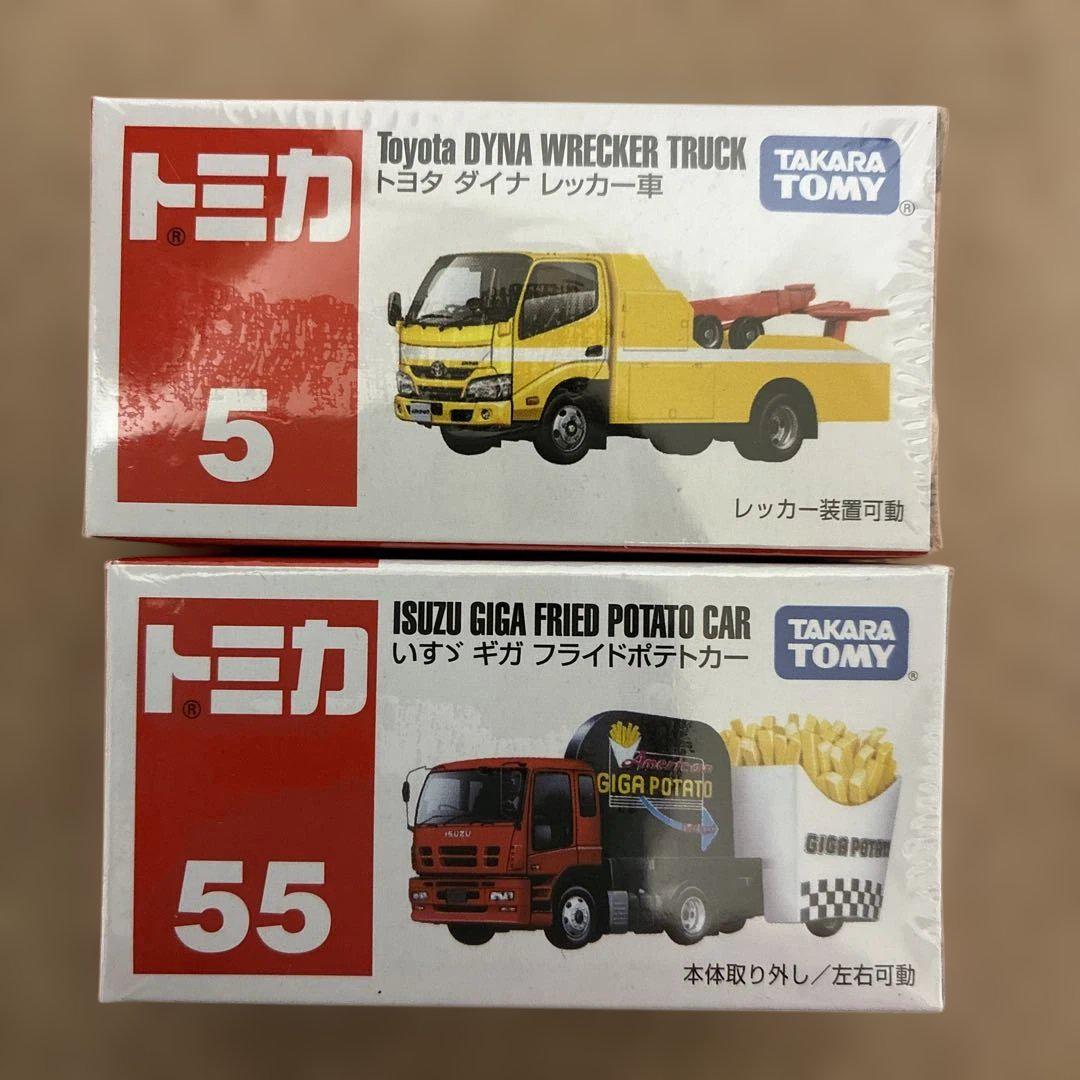 トミカ
®
5
Toyota DYNA WRECKER TRUCK
トヨタ ダイナ レッカー車
TAKARA
TOMY
®
レッカー装置可動
トミカ
®
55
ISUZU GIGA FRIED POTATO CAR
いすゞ ギガ フライドポテトカー
TAKARA
TOMY
®
ISUZU
American
GIGA POTATO
GIGA POTATO
本体取り外し/左右可動